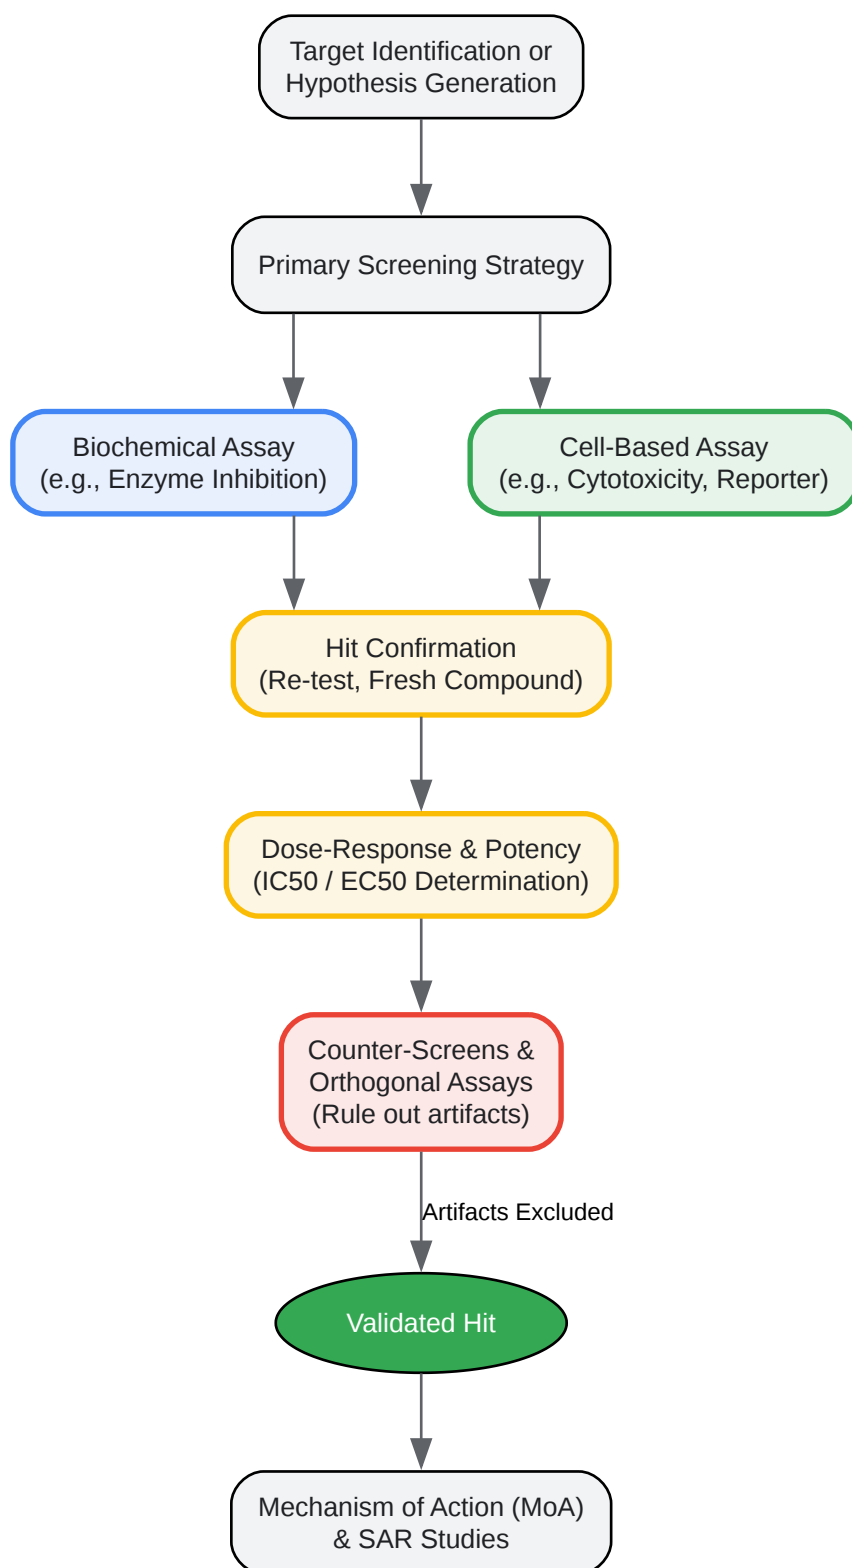 Target Identification or
Hypothesis Generation
Primary Screening Strategy
Biochemical Assay
(e.g., Enzyme Inhibition)
Cell-Based Assay
(e.g., Cytotoxicity, Reporter)
Hit Confirmation
(Re-test, Fresh Compound)
Dose-Response & Potency
(IC50 / EC50 Determination)
Counter-Screens &
Orthogonal Assays
(Rule out artifacts)
Artifacts Excluded
Validated Hit
Mechanism of Action (MoA)
& SAR Studies